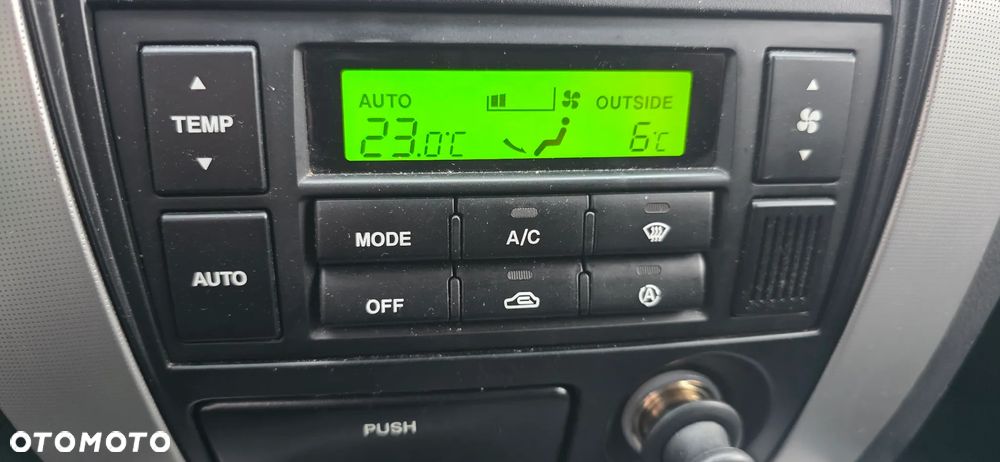 AUTO OUTSIDE
23.0°C 6°C
TEMP
MODE A/C
AUTO
OFF A
PUSH
OTOMOTO